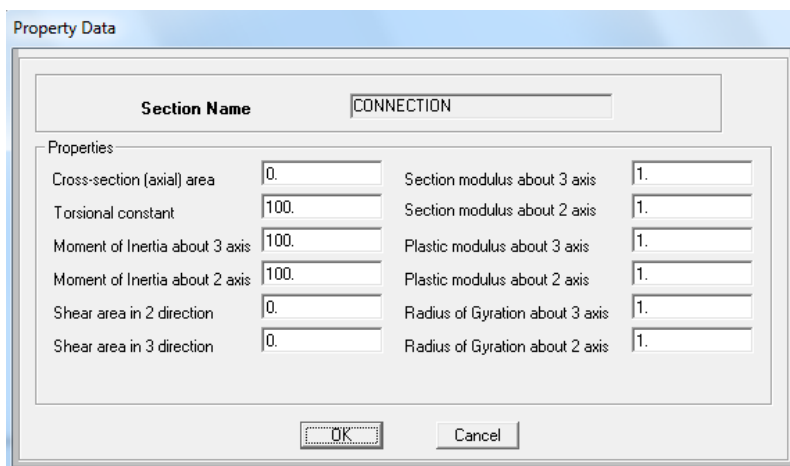 Property Data
Section Name CONNECTION
Properties
Cross-section (axial) area 0. Section modulus about 3 axis 1.
Torsional constant 100. Section modulus about 2 axis 1.
Moment of Inertia about 3 axis 100. Plastic modulus about 3 axis 1.
Moment of Inertia about 2 axis 100. Plastic modulus about 2 axis 1.
Shear area in 2 direction 0. Radius of Gyration about 3 axis 1.
Shear area in 3 direction 0. Radius of Gyration about 2 axis 1.
OK Cancel